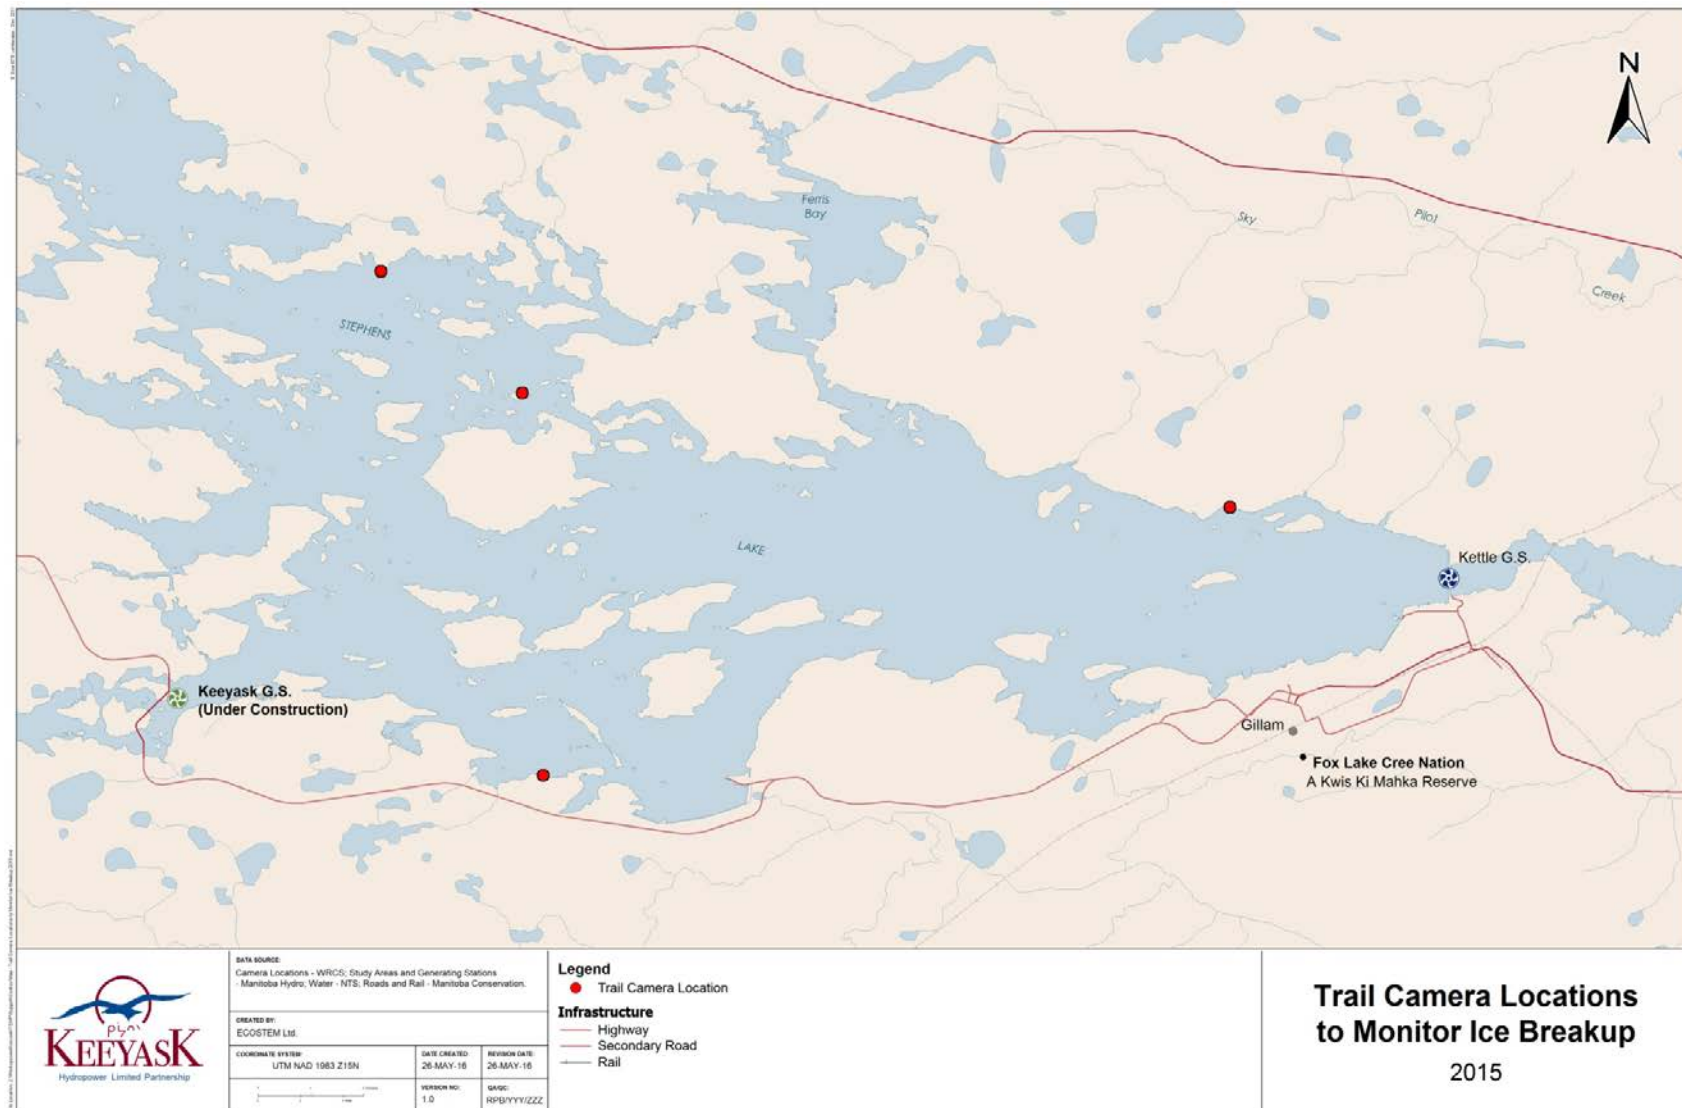 N
Ferris
Bay
Sky
Pilot
Creek
STEPHENS
LAKE
Kettle G.S.
Keeyask G.S.
(Under Construction)
Gillam
Fox Lake Cree Nation
A Kwis Ki Mahka Reserve
KEEYASK
Hydropower Limited Partnership
DATA SOURCE:
Camera Locations - WRCS; Study Areas and Generating Stations
- Manitoba Hydro; Water - NTS; Roads and Rail - Manitoba Conservation.
CREATED BY:
ECOSTEM Ltd.
COORDINATE SYSTEM:
UTM NAD 1983 Z15N
DATE CREATED:
26-MAY-16
REVISION DATE:
26-MAY-16
VERSION NO:
1.0
QA/QC:
RPB/YYY/ZZZ
Legend
Trail Camera Location
Infrastructure
Highway
Secondary Road
Rail
Trail Camera Locations
to Monitor Ice Breakup
2015